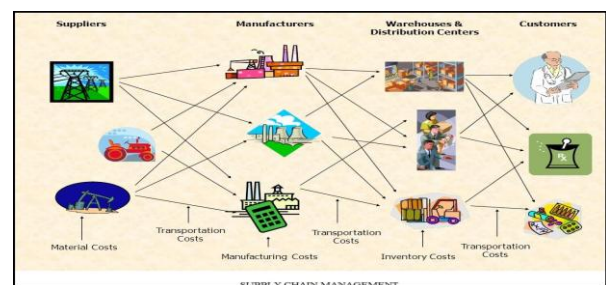 Suppliers
Manufacturers
Warehouses &
Distribution Centers
Customers
Material Costs
Transportation
Costs
Manufacturing Costs
Transportation
Costs
Inventory Costs
Transportation
Costs
SUPPLY CHAIN MANAGEMENT